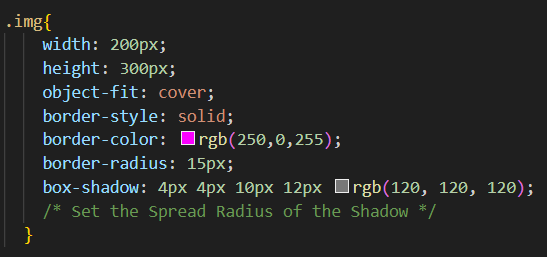 .img{
width: 200px;
height: 300px;
object-fit: cover;
border-style: solid;
border-color: rgb(250,0,255);
border-radius: 15px;
box-shadow: 4px 4px 10px 12px rgb(120, 120, 120);
/* Set the Spread Radius of the Shadow */
}